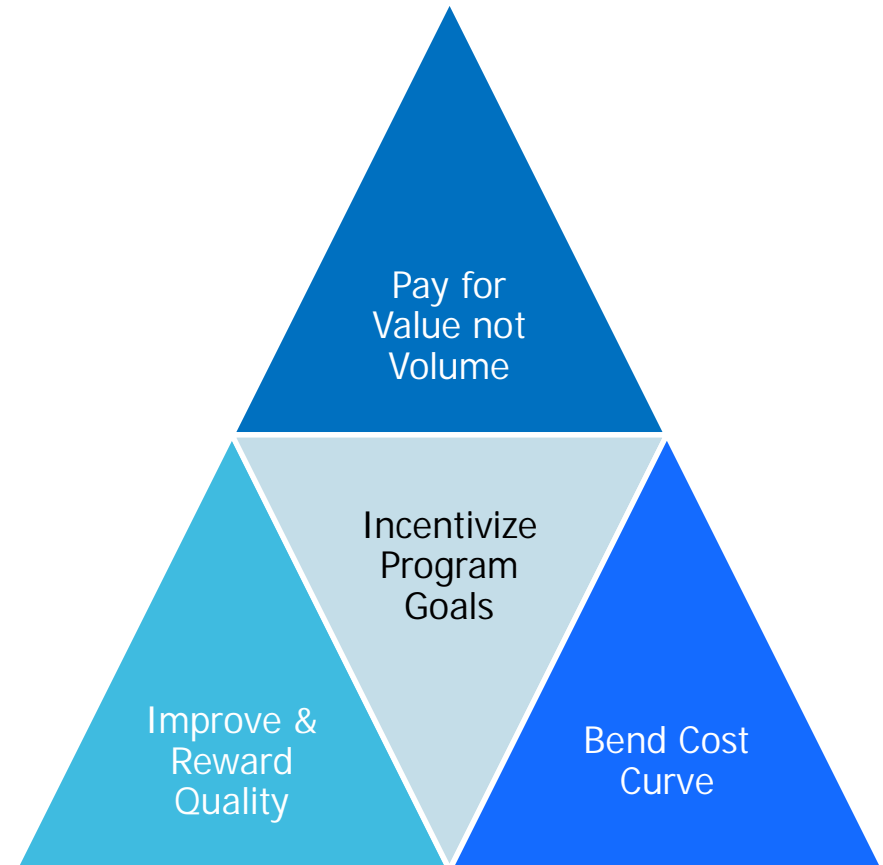 Pay for
Value not
Volume
Incentivize
Program
Goals
Improve &
Reward
Quality
Bend Cost
Curve